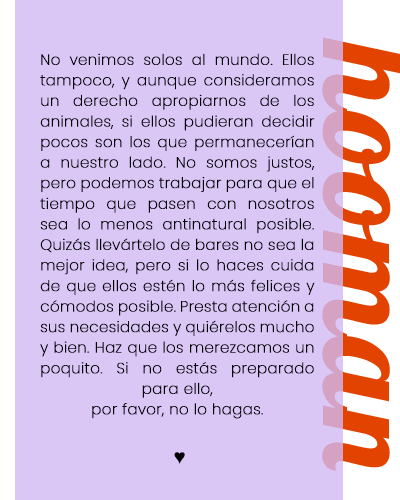 No venimos solos al mundo. Ellos
tampoco, y aunque consideramos
un derecho apropiarnos de los
animales, si ellos pudieran decidir
pocos son los que permanecerían
a nuestro lado. No somos justos,
pero podemos trabajar para que el
tiempo que pasen con nosotros
sea lo menos antinatural posible.
Quizás llevártelo de bares no sea la
mejor idea, pero si lo haces cuida
de que ellos estén lo más felices y
cómodos posible. Presta atención a
sus necesidades y quiérelos mucho
y bien. Haz que los merezcamos un
poquito. Si no estás preparado
para ello,
por favor, no lo hagas.
♥
hooman